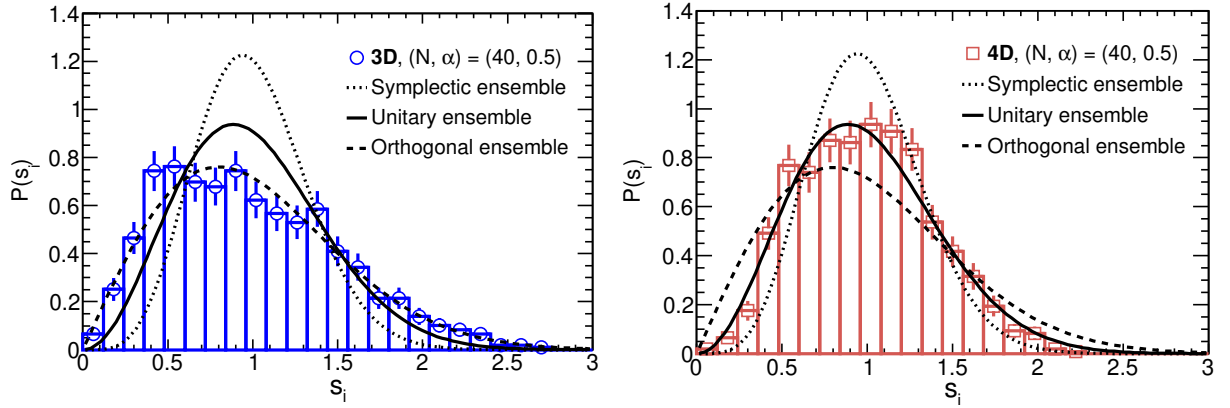 P(s_i)
1.4
1.2
1
0.8
0.6
0.4
0.2
0
3D, (N, α) = (40, 0.5)
Symplectic ensemble
Unitary ensemble
Orthogonal ensemble
0 0.5 1 1.5 2 2.5 3
s_i
P(s_i)
1.4
1.2
1
0.8
0.6
0.4
0.2
0
4D, (N, α) = (40, 0.5)
Symplectic ensemble
Unitary ensemble
Orthogonal ensemble
0 0.5 1 1.5 2 2.5 3
s_i